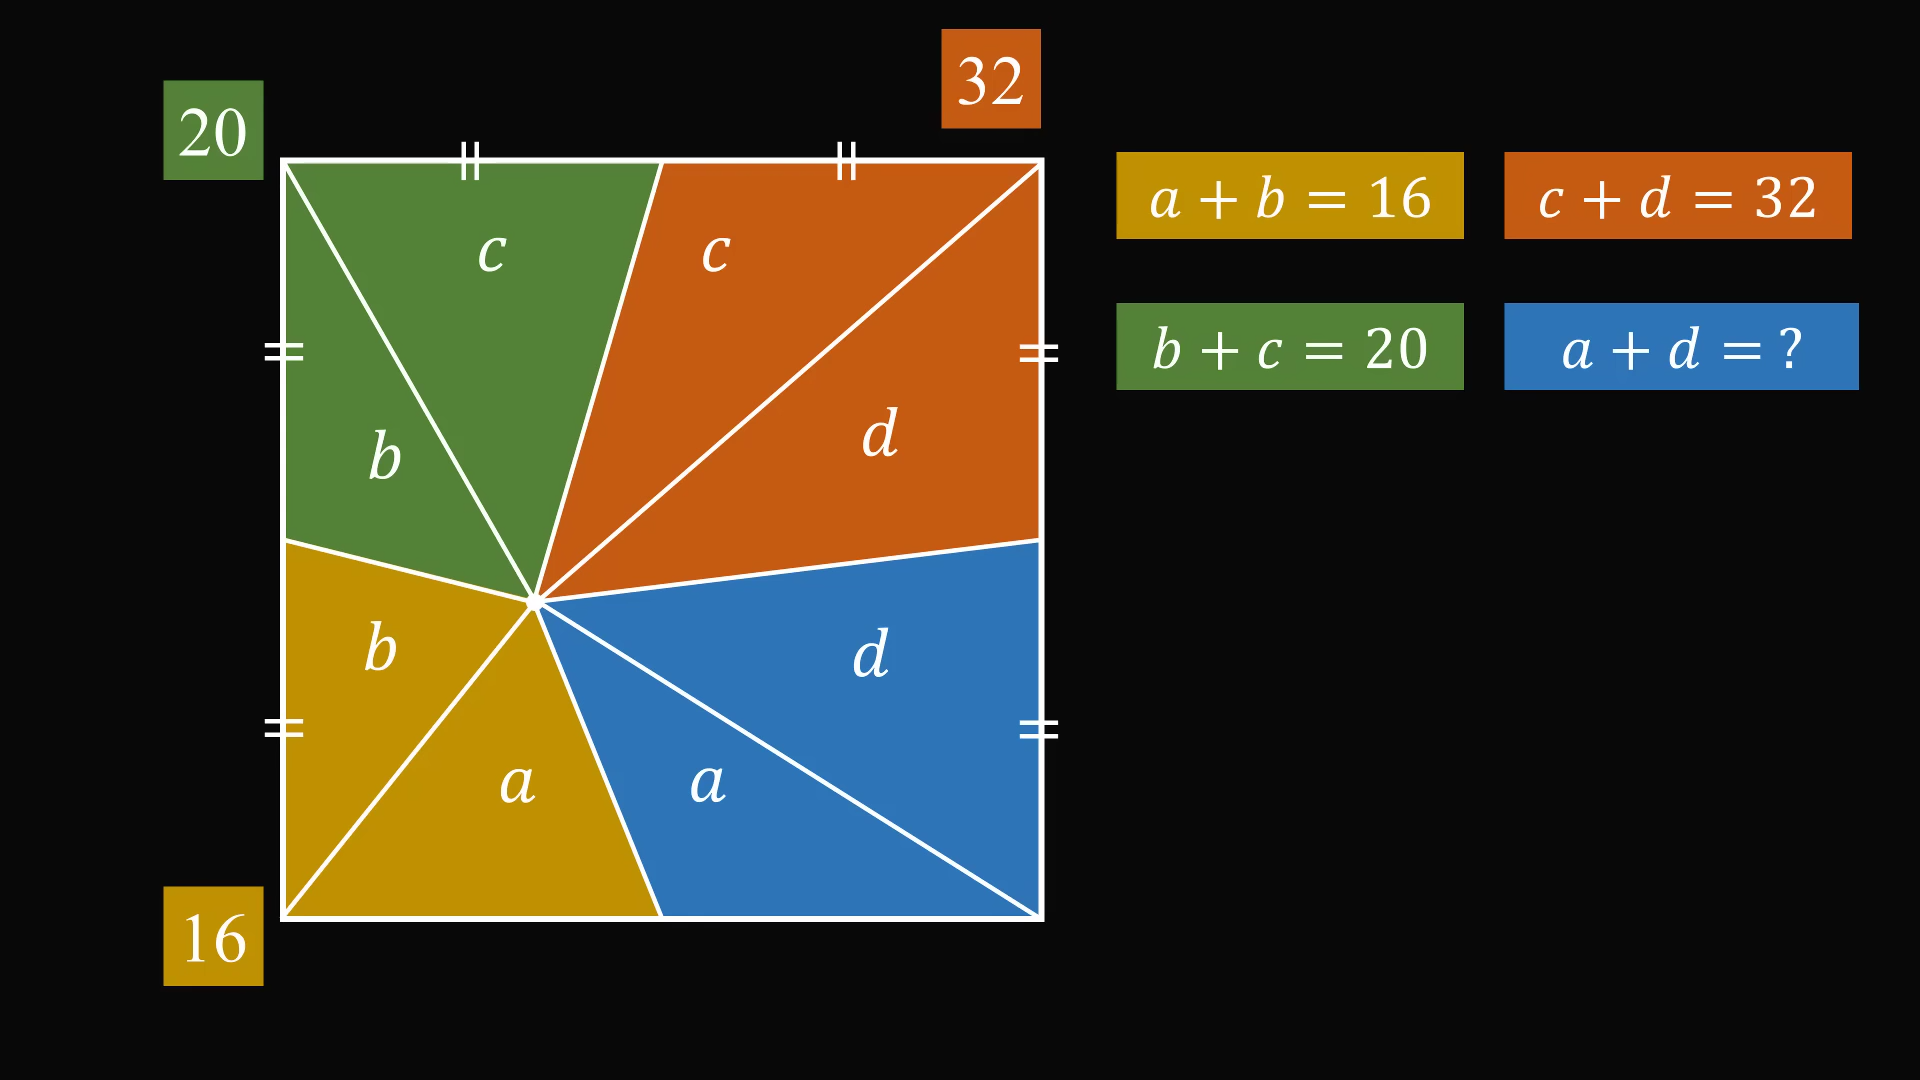 32
20
a + b = 16
c + d = 32
c
c
b + c = 20
a + d = ?
d
b
b
d
a
a
16